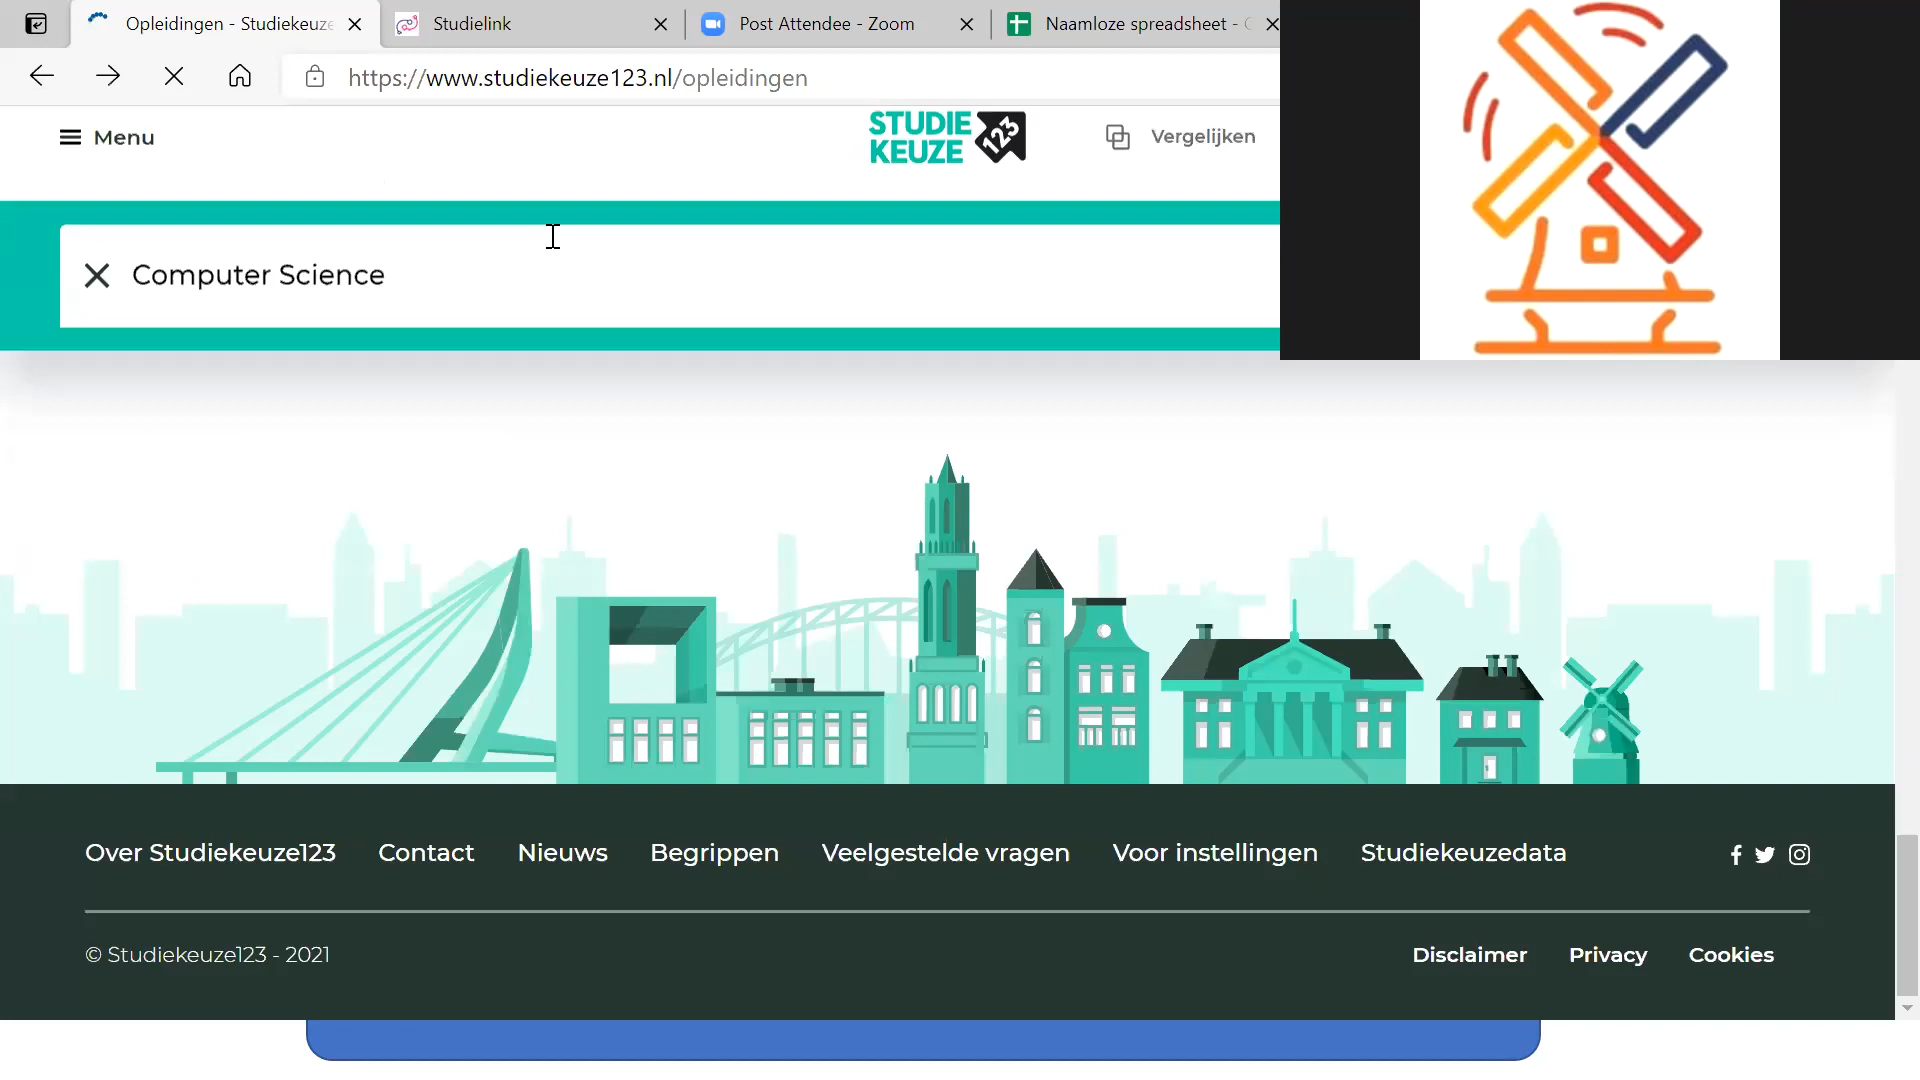 Opleidingen - Studiekeuze
Studielink
Post Attendee - Zoom
Naamloze spreadsheet -
https://www.studiekeuze123.nl/opleidingen
Menu
STUDIE
KEUZE
123
Vergelijken
Computer Science
Over Studiekeuze123
Contact
Nieuws
Begrippen
Veelgestelde vragen
Voor instellingen
Studiekeuzedata
© Studiekeuze123 - 2021
Disclaimer
Privacy
Cookies